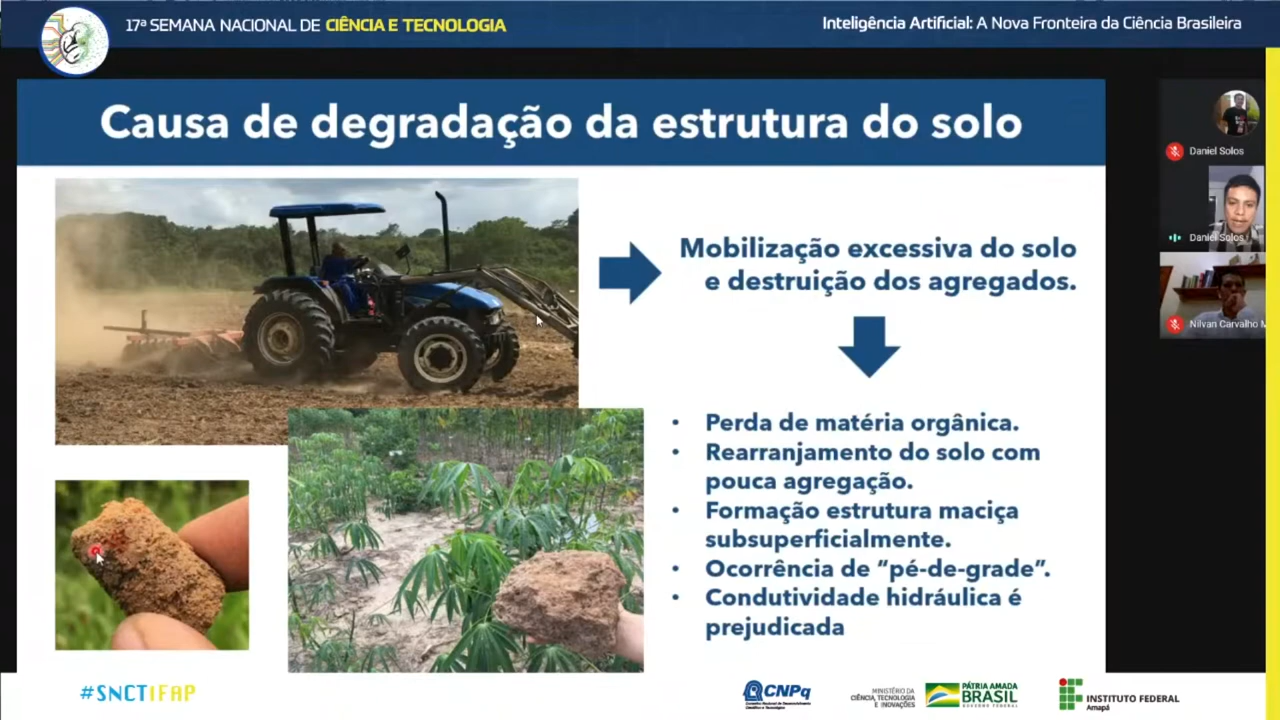 17ª SEMANA NACIONAL DE CIÊNCIA E TECNOLOGIA
Inteligência Artificial: A Nova Fronteira da Ciência Brasileira
Causa de degradação da estrutura do solo
Mobilização excessiva do solo
e destruição dos agregados.
• Perda de matéria orgânica.
• Rearranjamento do solo com
pouca agregação.
• Formação estrutura maciça
subsuperficialmente.
• Ocorrência de “pé-de-grade”.
• Condutividade hidráulica é
prejudicada
Daniel Solos
Daniel Solos
Nilvan Carvalho M
#SNCTIFAP
CNPq
Conselho Nacional de Desenvolvimento
Científico e Tecnológico
MINISTÉRIO DA
CIÊNCIA, TECNOLOGIA
E INOVAÇÕES
PÁTRIA AMADA
BRASIL
GOVERNO FEDERAL
INSTITUTO FEDERAL
Amapá